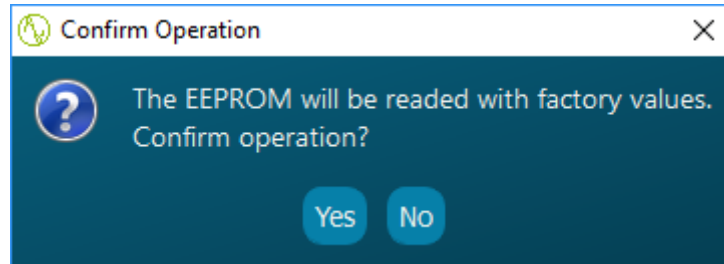 Confirm Operation
The EEPROM will be readed with factory values.
Confirm operation?
Yes No